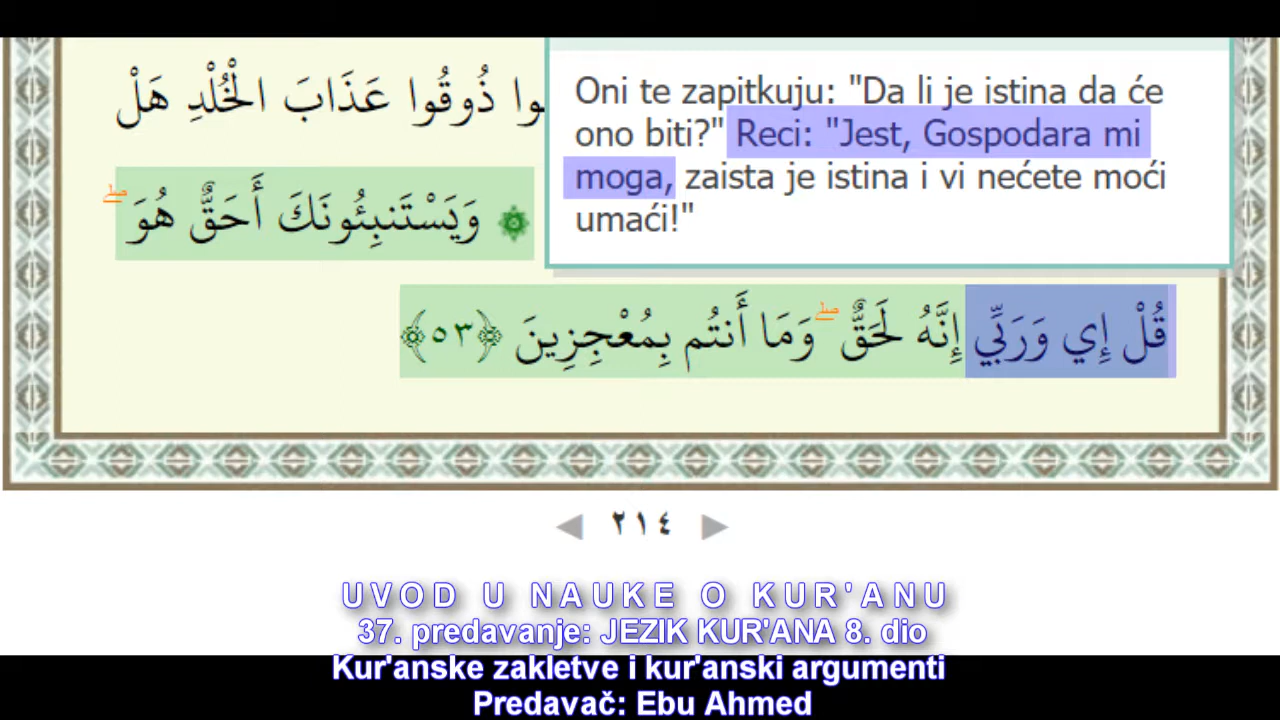 ـوا ذُوقُوا عَذَابَ الْخُلْدِ هَلْ
Oni te zapitkuju: "Da li je istina da će
ono biti?" Reci: "Jest, Gospodara mi
moga, zaista je istina i vi nećete moći
umaći!"
۞ وَيَسْتَنبِئُونَكَ أَحَقٌّ هُوَ ۖ
قُلْ إِي وَرَبِّي إِنَّهُ لَحَقٌّ ۖ وَمَا أَنتُم بِمُعْجِزِينَ ﴿٥٣﴾
٢١٤
UVOD U NAUKE O KUR'ANU
37. predavanje: JEZIK KUR'ANA 8. dio
Kur'anske zakletve i kur'anski argumenti
Predavač: Ebu Ahmed